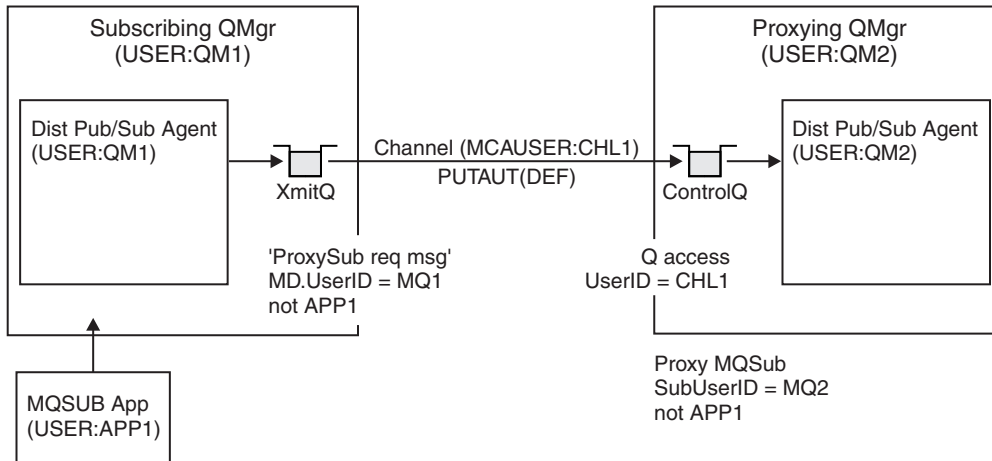 Subscribing QMgr
(USER:QM1)
Proxying QMgr
(USER:QM2)
Dist Pub/Sub Agent
(USER:QM1)
XmitQ
Channel (MCAUSER:CHL1)
PUTAUT(DEF)
ControlQ
Dist Pub/Sub Agent
(USER:QM2)
'ProxySub req msg'
MD.UserID = MQ1
not APP1
Q access
UserID = CHL1
MQSUB App
(USER:APP1)
Proxy MQSub
SubUserID = MQ2
not APP1